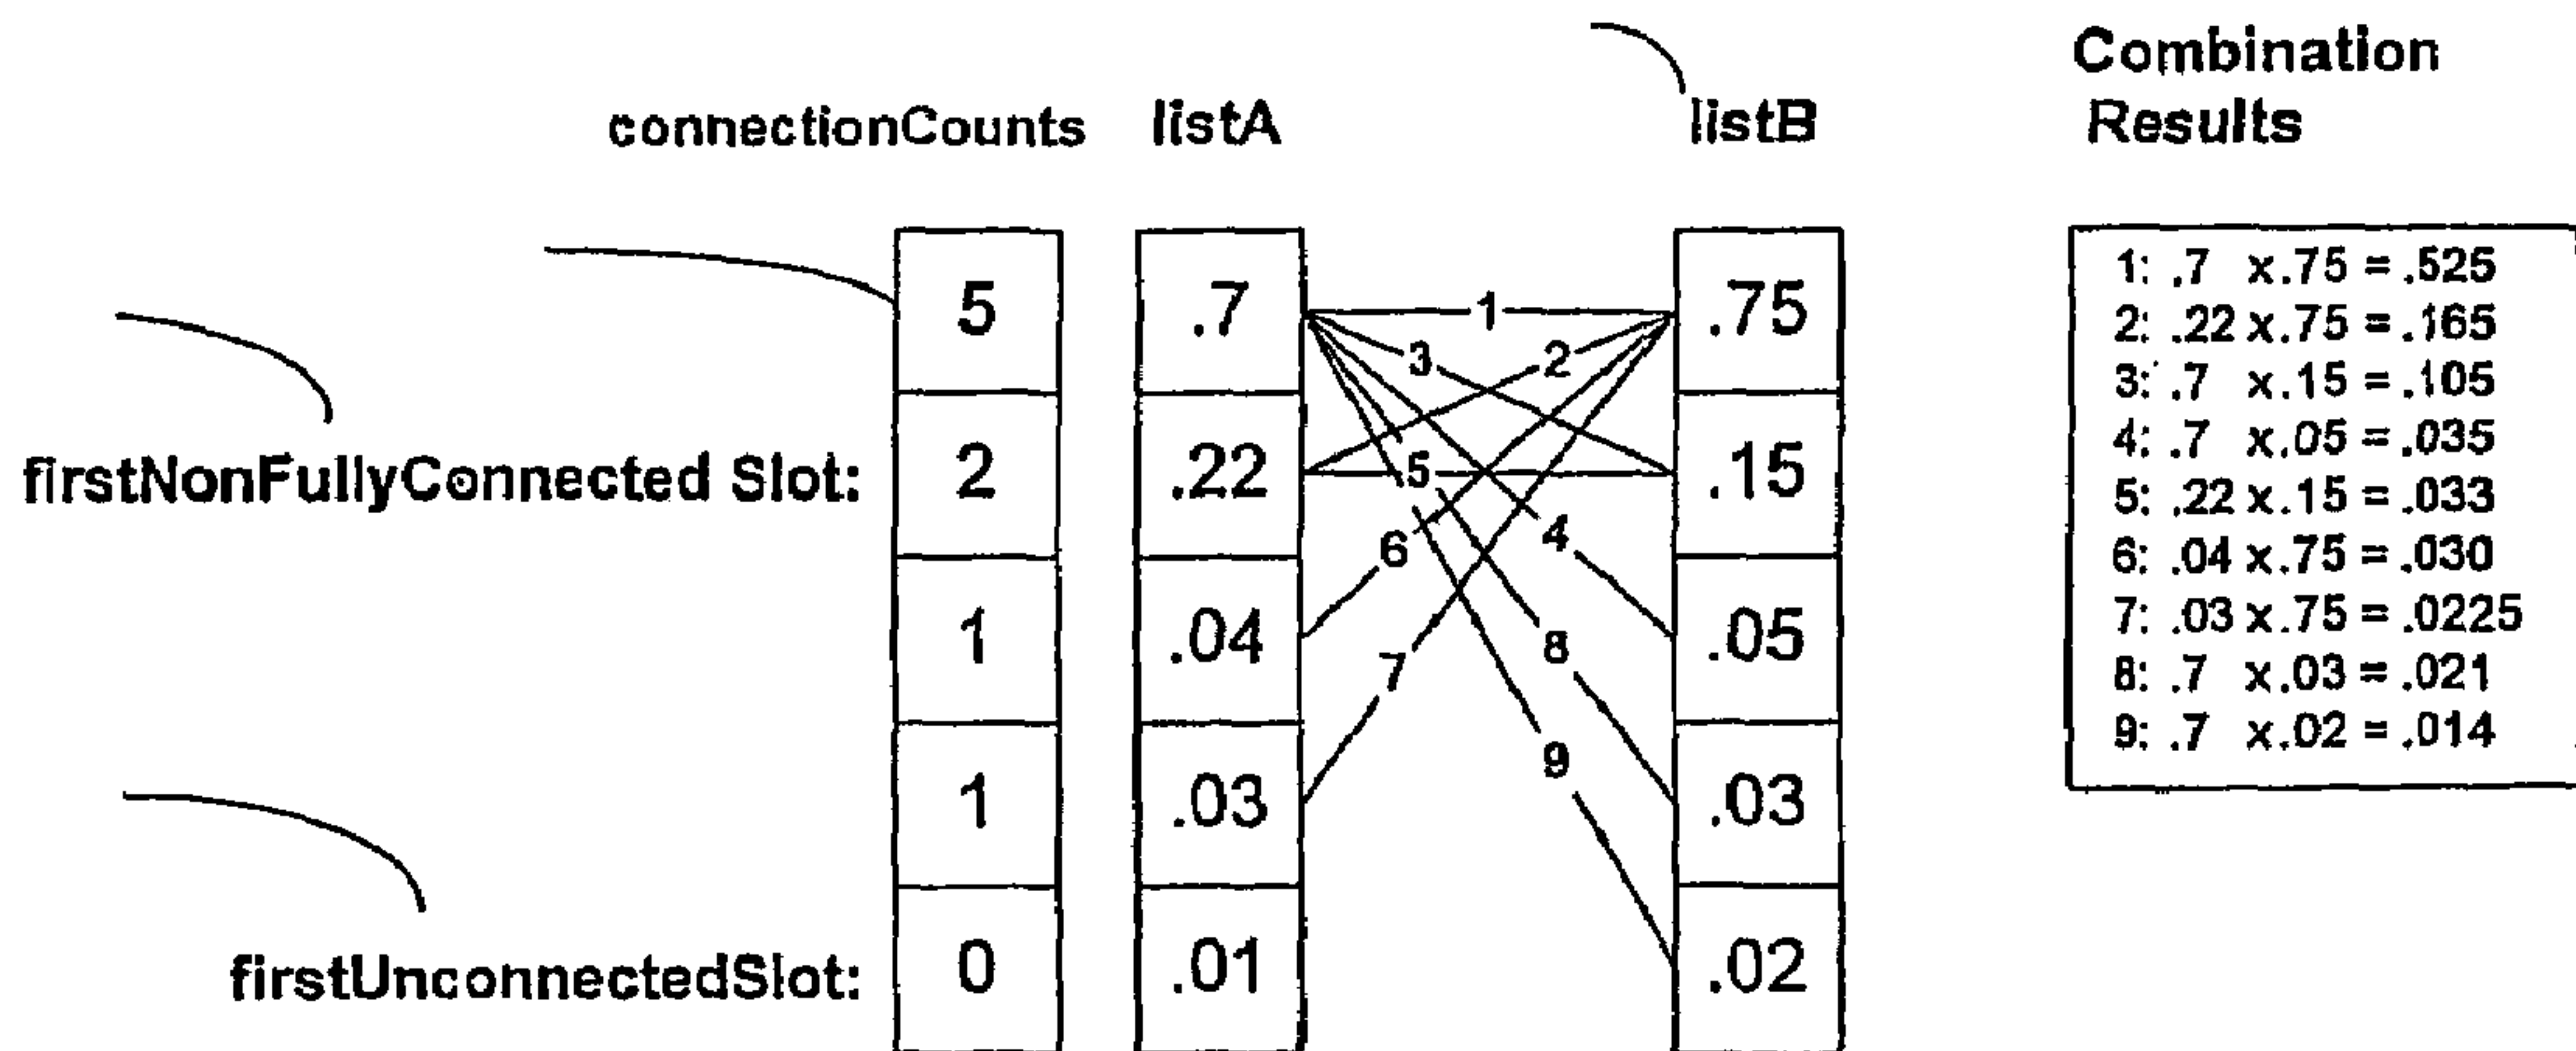 Combination
Results
connectionCounts listA listB
5 .7 1 .75
3 2
firstNonFullyConnected Slot: 2 .22 5 .15
6 4
1 .04 8 .05
7
1 .03 9 .03
firstUnconnectedSlot: 0 .01 .02
1: .7 x .75 = .525
2: .22 x .75 = .165
3: .7 x .15 = .105
4: .7 x .05 = .035
5: .22 x .15 = .033
6: .04 x .75 = .030
7: .03 x .75 = .0225
8: .7 x .03 = .021
9: .7 x .02 = .014